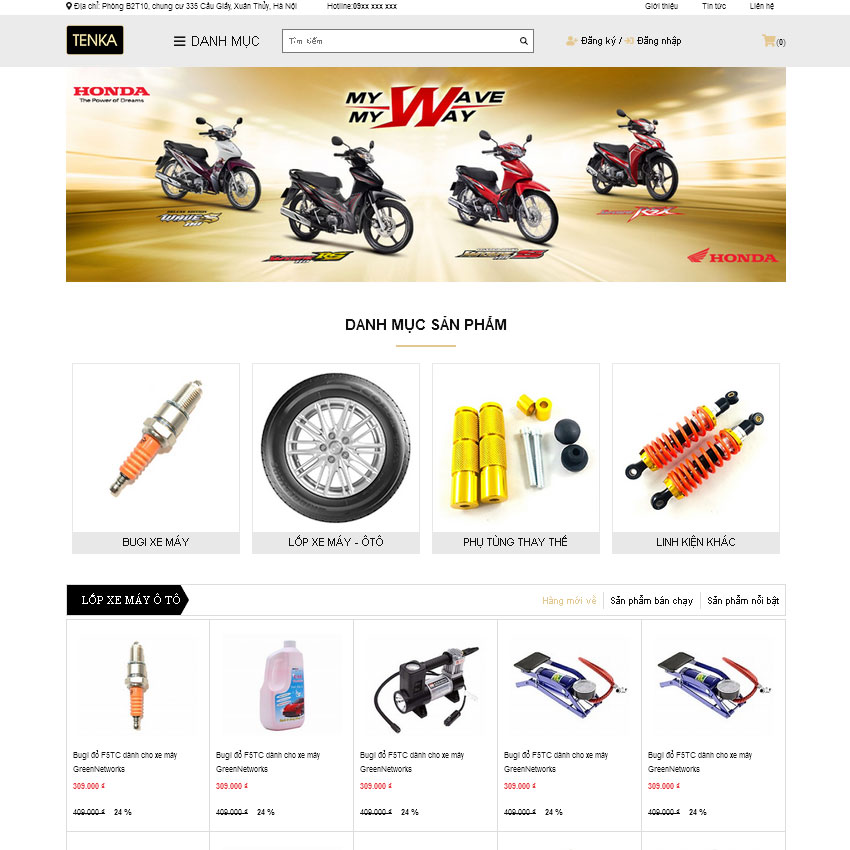 Địa chỉ: Phòng B2T10, chung cư 335 Cầu Giấy, Xuân Thủy, Hà Nội
Hotline:09xx xxx xxx
Giới thiệu
Tin tức
Liên hệ
TENKA
DANH MỤC
Tìm kiếm
Đăng ký / Đăng nhập
(0)
HONDA
The Power of Dreams
MY WAVE
MY WAY
WAVE S
RS
S
RSX
HONDA
DANH MỤC SẢN PHẨM
BUGI XE MÁY
LỐP XE MÁY - ÔTÔ
PHỤ TÙNG THAY THẾ
LINH KIỆN KHÁC
LỐP XE MÁY Ô TÔ
Hàng mới về
Sản phẩm bán chạy
Sản phẩm nổi bật
Bugi đỏ F5TC dành cho xe máy GreenNetworks
309.000 ₫
409.000 ₫ 24 %
Bugi đỏ F5TC dành cho xe máy GreenNetworks
309.000 ₫
409.000 ₫ 24 %
Bugi đỏ F5TC dành cho xe máy GreenNetworks
309.000 ₫
409.000 ₫ 24 %
Bugi đỏ F5TC dành cho xe máy GreenNetworks
309.000 ₫
409.000 ₫ 24 %
Bugi đỏ F5TC dành cho xe máy GreenNetworks
309.000 ₫
409.000 ₫ 24 %